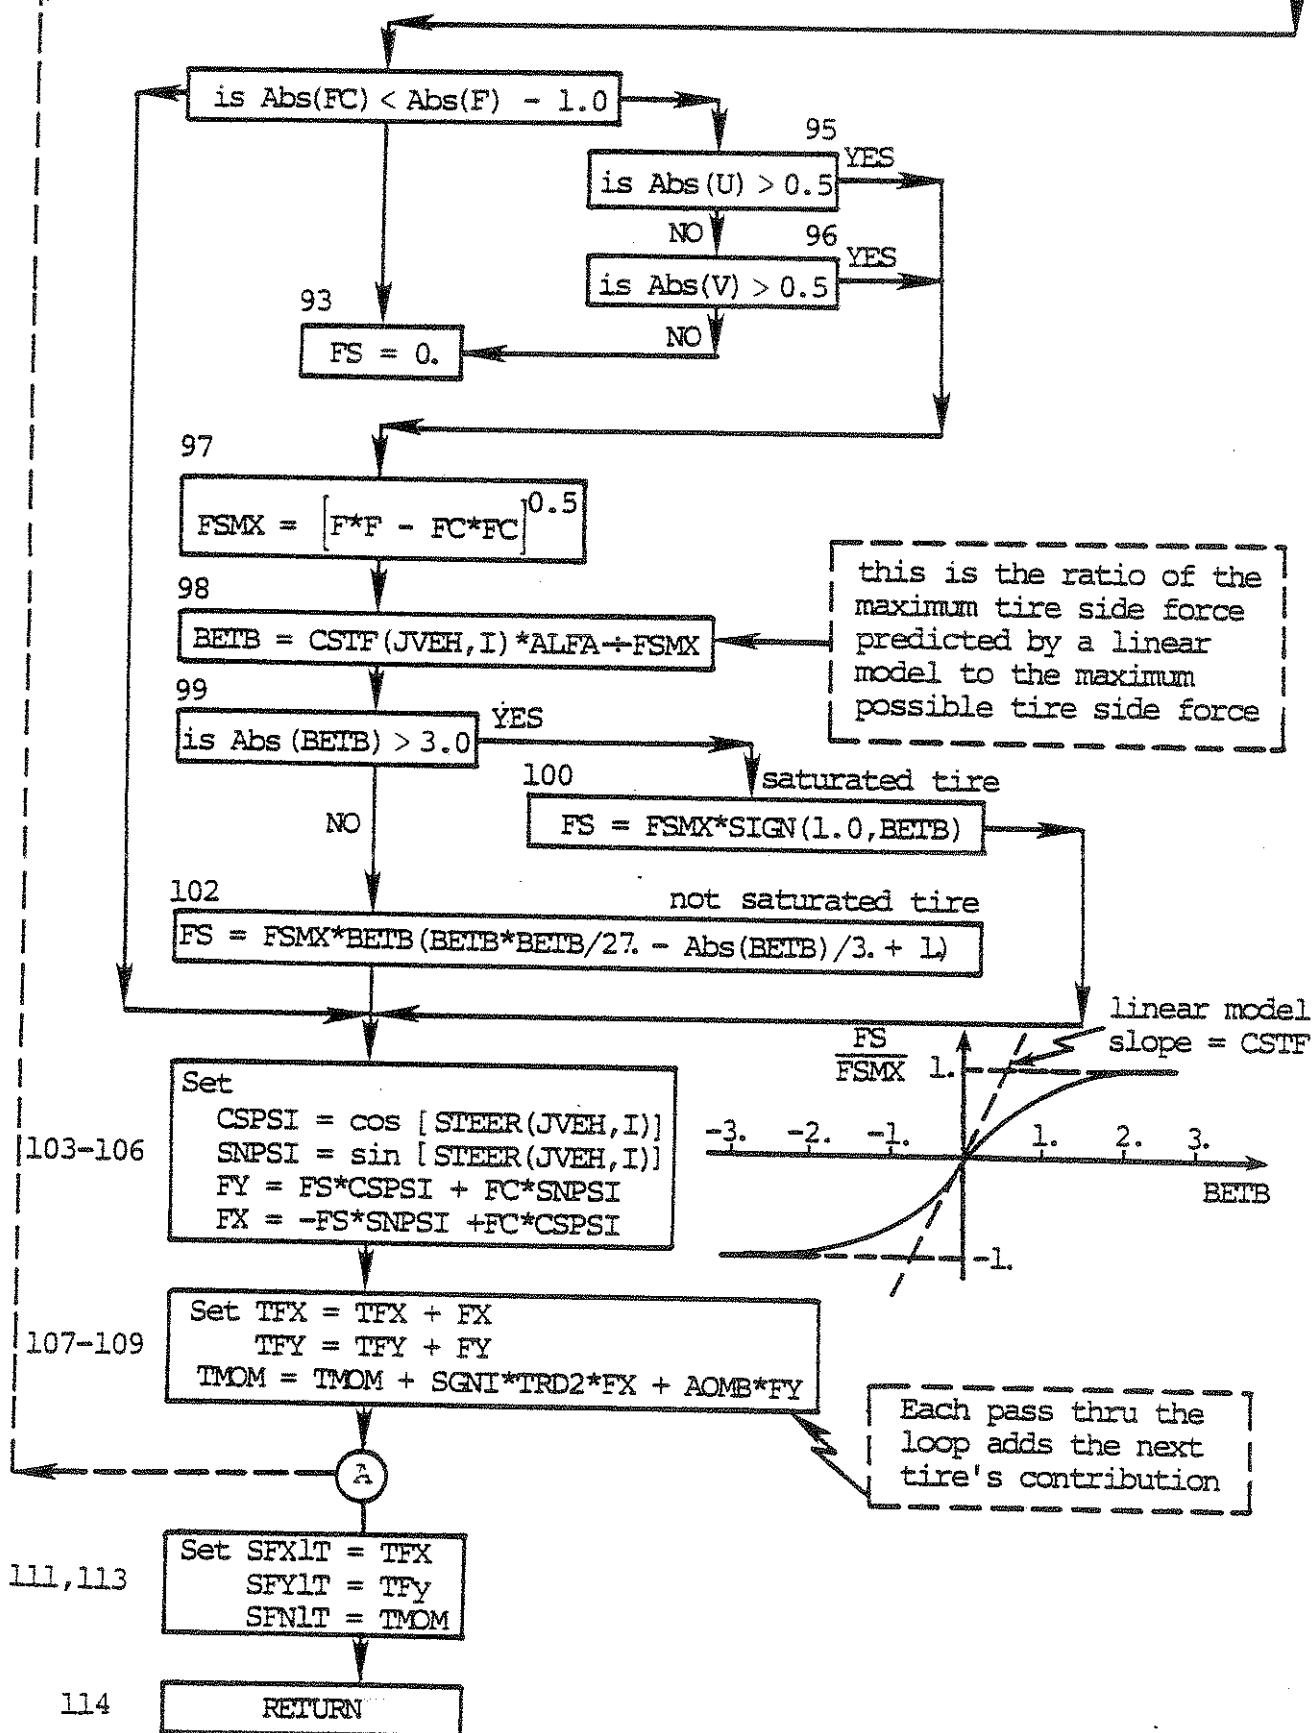 is Abs(FC) < Abs(F) - 1.0
95
YES
is Abs(U) > 0.5
NO
96
YES
is Abs(V) > 0.5
NO
93
FS = 0.
97
FSMX = [F*F - FC*FC]0.5
98
BETB = CSTF(JVEH,I)*ALFA÷FSMX
this is the ratio of the
maximum tire side force
predicted by a linear
model to the maximum
possible tire side force
99
is Abs(BETB) > 3.0
YES
NO
100
saturated tire
FS = FSMX*SIGN(1.0,BETB)
102
not saturated tire
FS = FSMX*BETB(BETB*BETB/27. - Abs(BETB)/3. + 1.)
linear model
slope = CSTF
FS
FSMX
1.
-3. -2. -1. 1. 2. 3.
BETB
-1.
103-106
Set
CSPSI = cos [STEER(JVEH,I)]
SNPSI = sin [STEER(JVEH,I)]
FY = FS*CSPSI + FC*SNPSI
FX = -FS*SNPSI +FC*CSPSI
107-109
Set TFX = TFX + FX
TFY = TFY + FY
TMOM = TMOM + SGNI*TRD2*FX + AOMB*FY
Each pass thru the
loop adds the next
tire's contribution
A
111,113
Set SFX1T = TFX
SFY1T = TFy
SFN1T = TMOM
114
RETURN